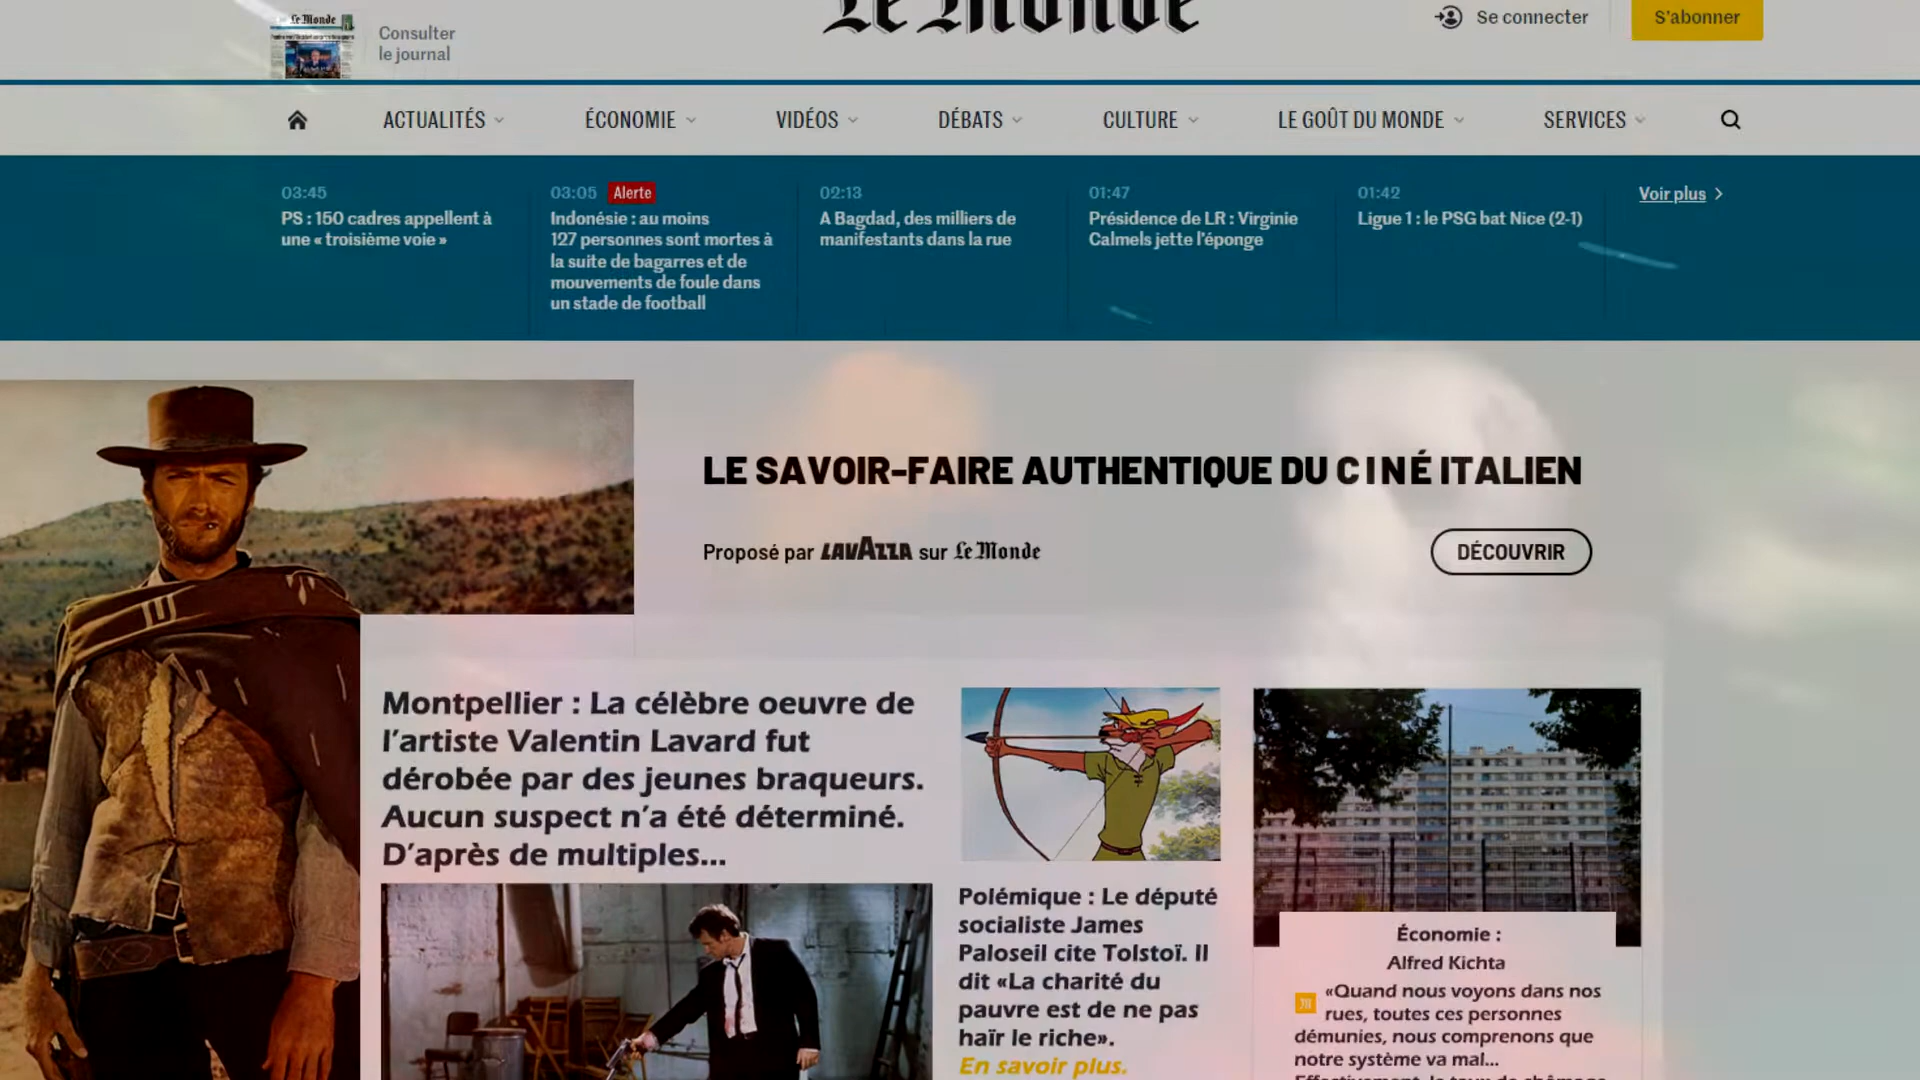 Le Monde
Consulter
le journal
Le Monde
Se connecter
S'abonner
ACTUALITÉS
ÉCONOMIE
VIDÉOS
DÉBATS
CULTURE
LE GOÛT DU MONDE
SERVICES
03:45
PS : 150 cadres appellent à
une « troisième voie »
03:05 Alerte
Indonésie : au moins
127 personnes sont mortes à
la suite de bagarres et de
mouvements de foule dans
un stade de football
02:13
A Bagdad, des milliers de
manifestants dans la rue
01:47
Présidence de LR : Virginie
Calmels jette l'éponge
01:42
Ligue 1 : le PSG bat Nice (2-1)
Voir plus
LE SAVOIR-FAIRE AUTHENTIQUE DU CINÉ ITALIEN
Proposé par LAVAZZA sur Le Monde
DÉCOUVRIR
Montpellier : La célèbre oeuvre de
l'artiste Valentin Lavard fut
dérobée par des jeunes braqueurs.
Aucun suspect n'a été déterminé.
D'après de multiples...
Polémique : Le député
socialiste James
Paloseil cite Tolstoï. Il
dit «La charité du
pauvre est de ne pas
haïr le riche».
En savoir plus.
Économie :
Alfred Kichta
«Quand nous voyons dans nos
rues, toutes ces personnes
démunies, nous comprenons que
notre système va mal...
Effectivement, le taux de chômage